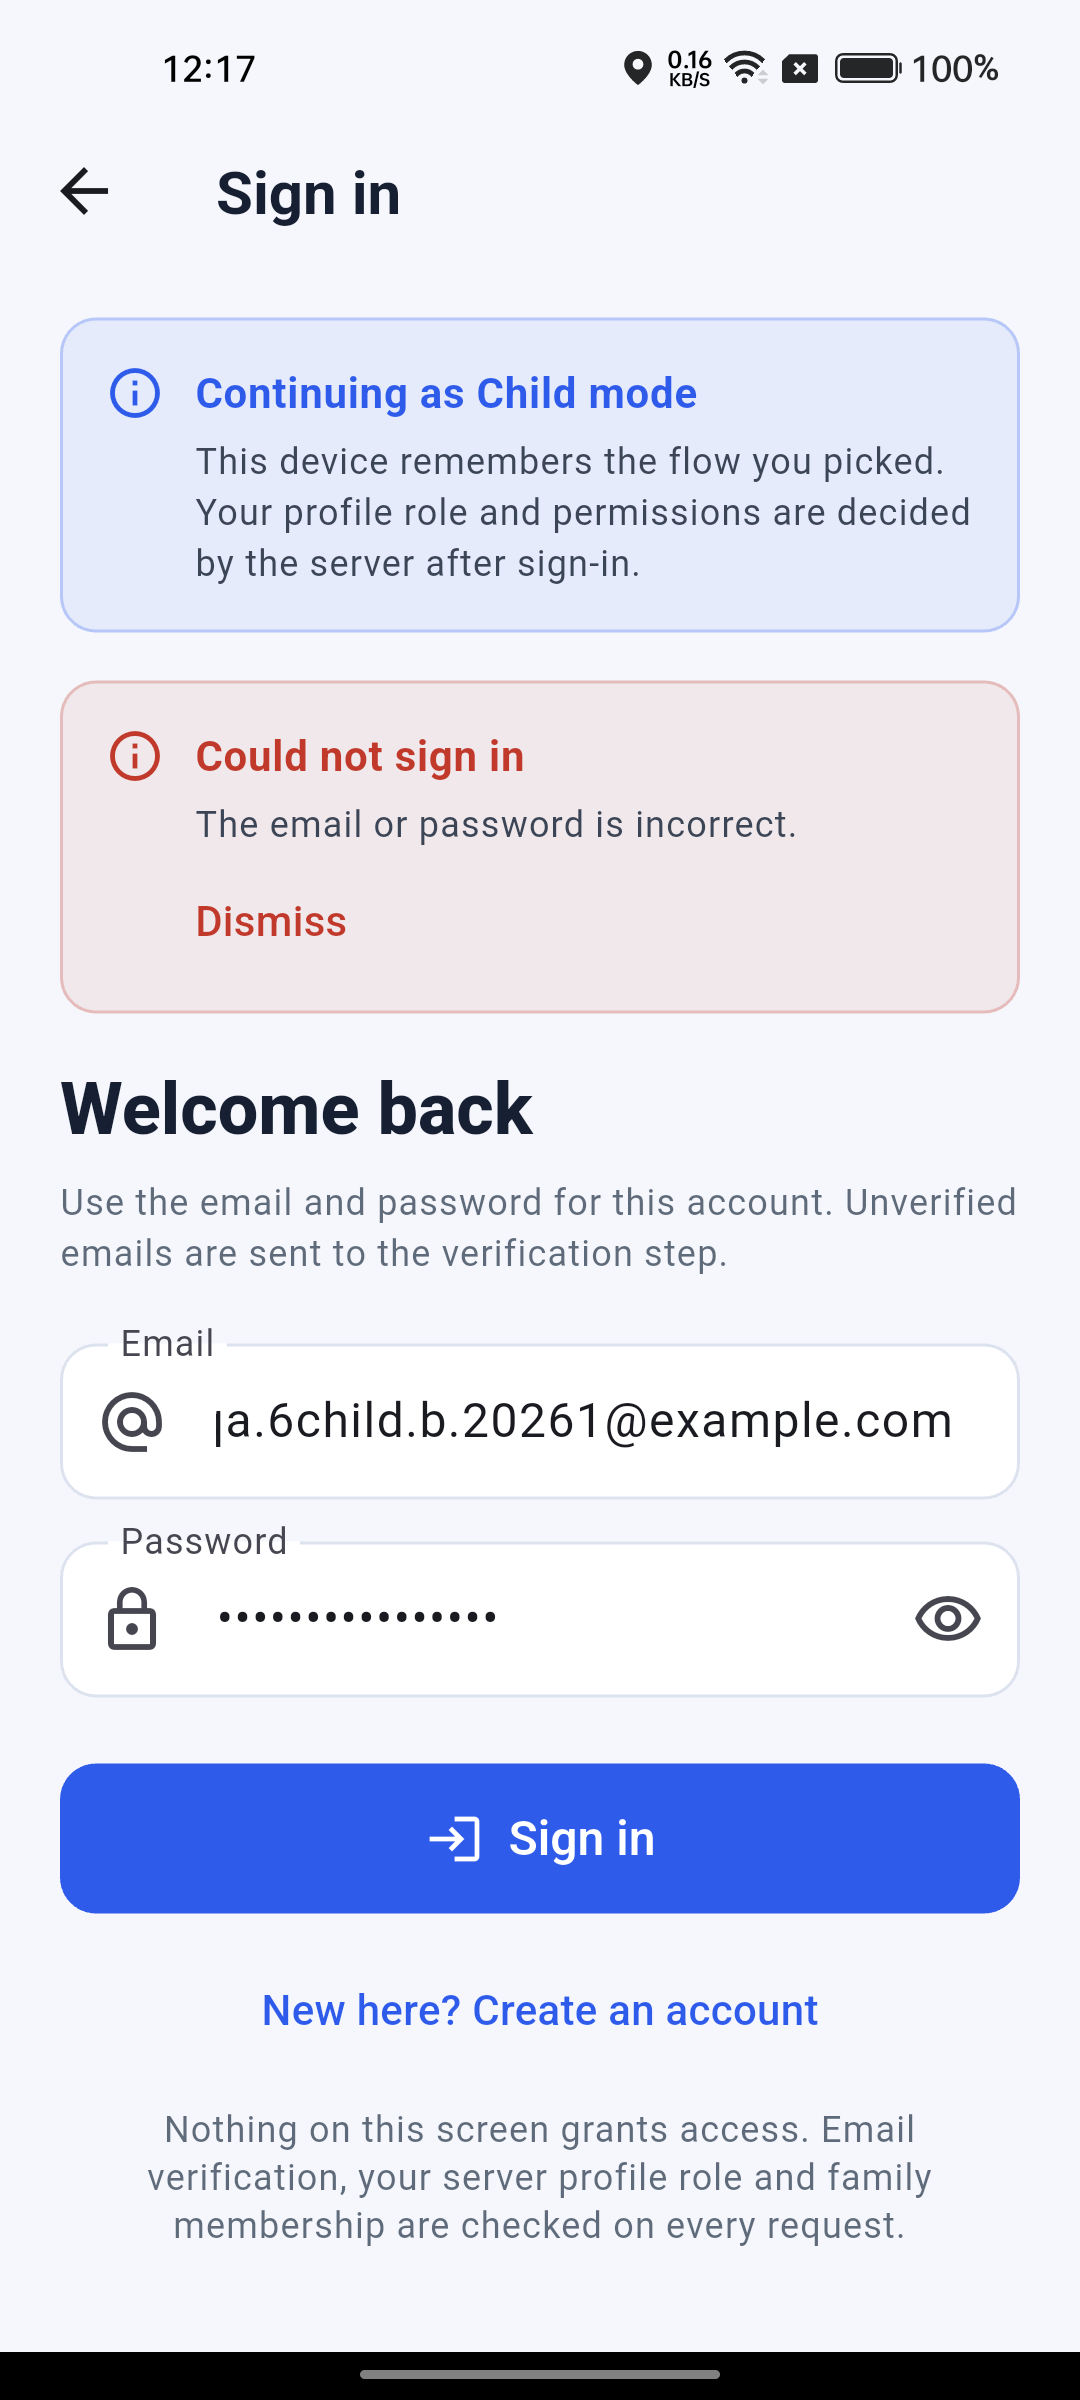 12:17
0.16
KB/S
100%
Sign in
Continuing as Child mode
This device remembers the flow you picked.
Your profile role and permissions are decided
by the server after sign-in.
Could not sign in
The email or password is incorrect.
Dismiss
Welcome back
Use the email and password for this account. Unverified
emails are sent to the verification step.
Email
a.6child.b.20261@example.com
Password
••••••••••••••••
Sign in
New here? Create an account
Nothing on this screen grants access. Email
verification, your server profile role and family
membership are checked on every request.